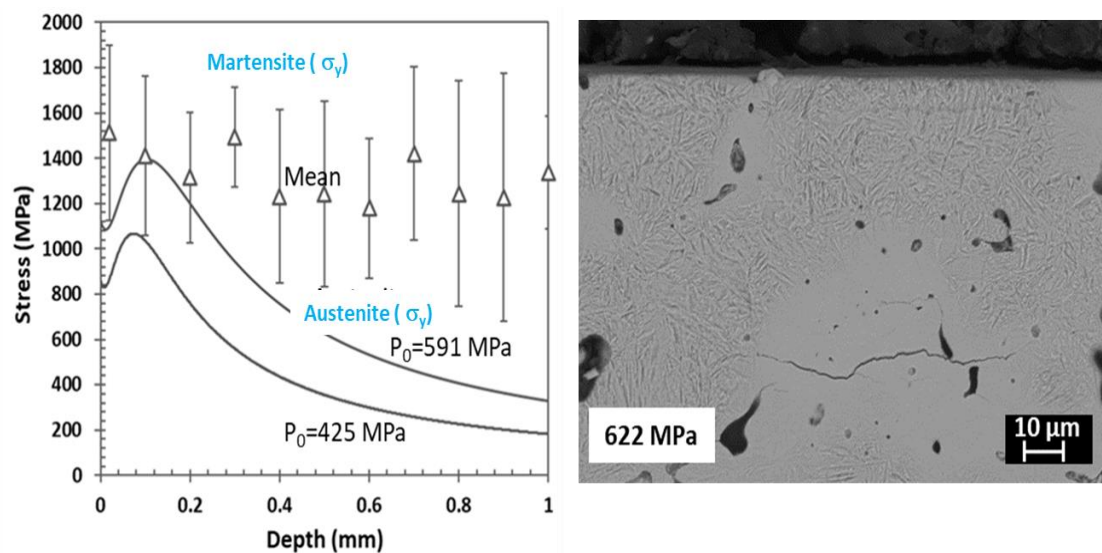 2000
1800
1600
1400
1200
1000
800
600
400
200
0
Stress (MPa)
Martensite ( σy)
Mean
Austenite ( σy)
P0=591 MPa
P0=425 MPa
0
0.2
0.4
0.6
0.8
1
Depth (mm)
622 MPa
10 µm